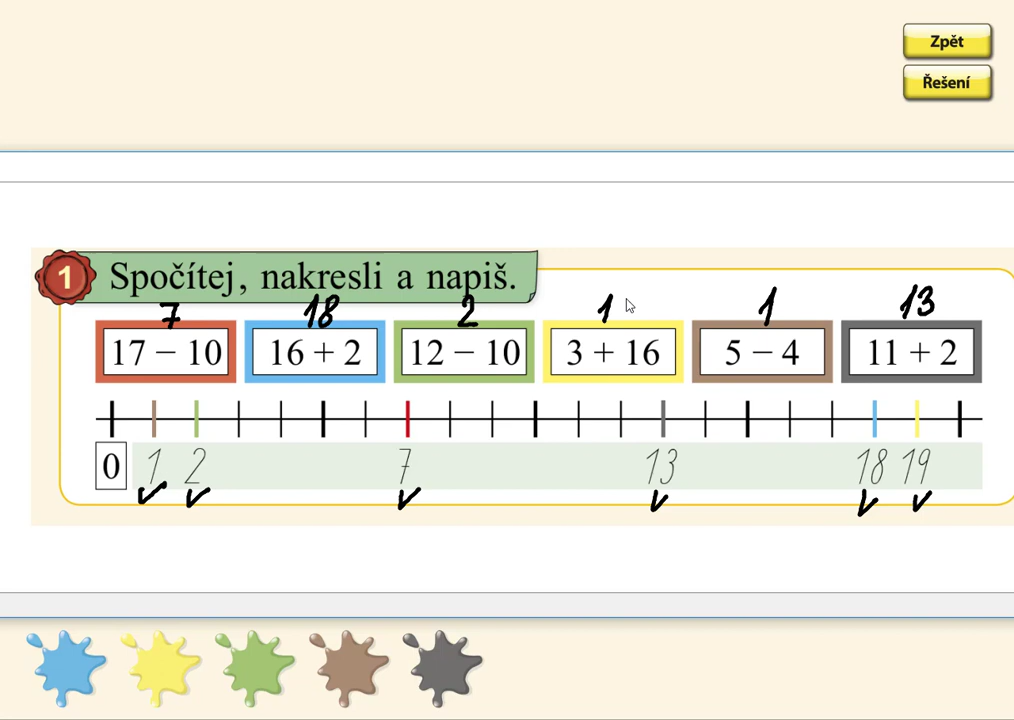 Zpět
Řešení
1 Spočítej, nakresli a napiš.
7 18 2 1 1 13
17 − 10 16 + 2 12 − 10 3 + 16 5 − 4 11 + 2
0 1 2 7 13 18 19